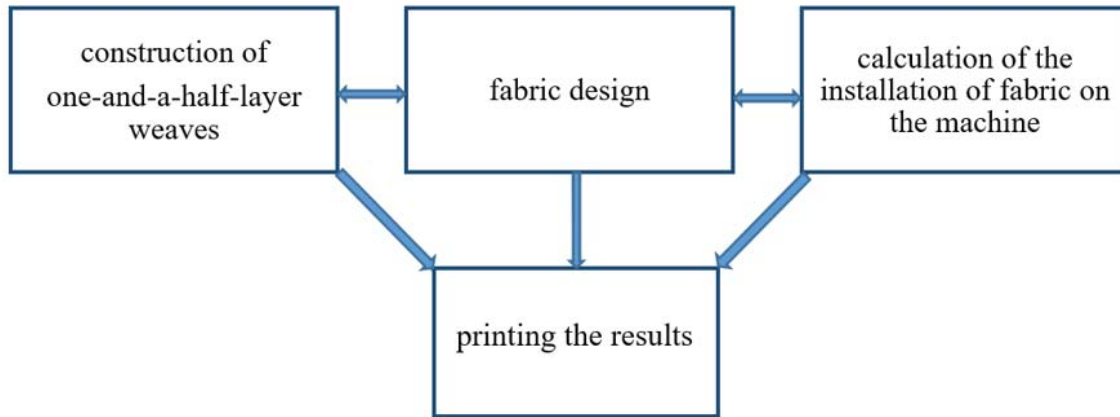 construction of
one-and-a-half-layer
weaves
fabric design
calculation of the
installation of fabric on
the machine
printing the results